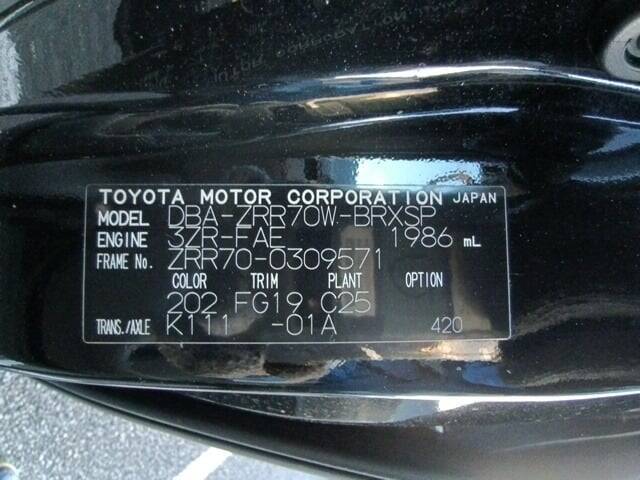 TOYOTA MOTOR CORPORATION JAPAN
MODEL DBA-ZRR70W-BRXSP
ENGINE 3ZR-FAE 1986 mL
FRAME No. ZRR70-0309571
COLOR TRIM PLANT OPTION
202 FG19 C25
TRANS./AXLE K111 -01A 420